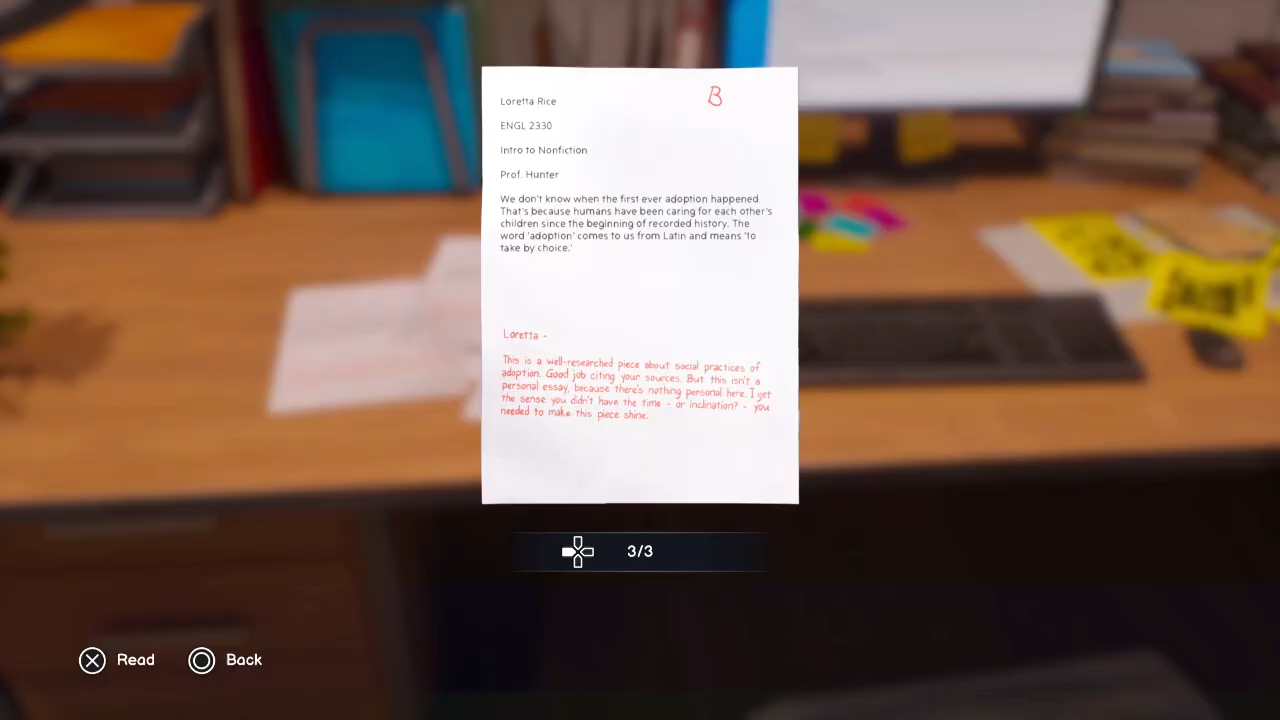 B
Loretta Rice
ENGL 2330
Intro to Nonfiction
Prof. Hunter
We don't know when the first ever adoption happened.
That's because humans have been caring for each other's
children since the beginning of recorded history. The
word 'adoption' comes to us from Latin and means 'to
take by choice.'
Loretta -
This is a well-researched piece about social practices of
adoption. Good job citing your sources. But this isn't a
personal essay, because there's nothing personal here. I get
the sense you didn't have the time - or inclination? - you
needed to make this piece shine.
3/3
Read
Back